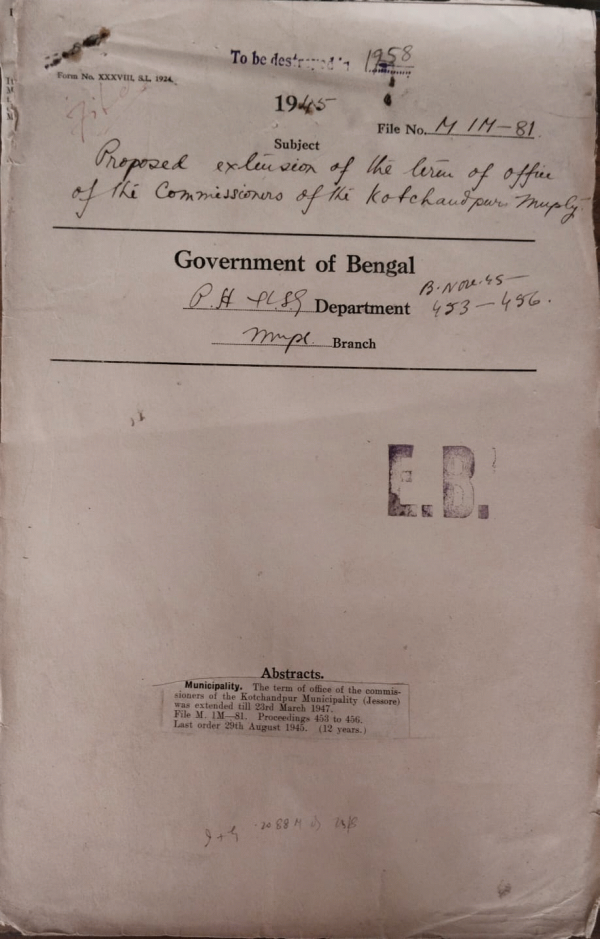 To be destroyed in 1958
Form No. XXXVIII, S.L. 1924.
Filed
1945
File No. M 1M—81.
Subject
Proposed extension of the term of office
of the Commissioners of the Kotchandpur Muply.
Government of Bengal
P.H & L.S.G Department
B. Nov. 45
453—456.
Mupl. Branch
E.B.
Abstracts.
Municipality. The term of office of the commis-
sioners of the Kotchandpur Municipality (Jessore)
was extended till 23rd March 1947.
File M. 1M—81. Proceedings 453 to 456.
Last order 29th August 1945. (12 years.)